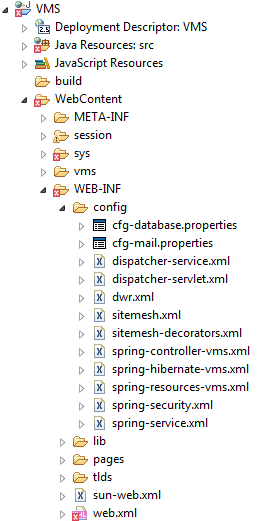 VMS
Deployment Descriptor: VMS
Java Resources: src
JavaScript Resources
build
WebContent
META-INF
session
sys
vms
WEB-INF
config
cfg-database.properties
cfg-mail.properties
dispatcher-service.xml
dispatcher-servlet.xml
dwr.xml
sitemesh.xml
sitemesh-decorators.xml
spring-controller-vms.xml
spring-hibernate-vms.xml
spring-resources-vms.xml
spring-security.xml
spring-service.xml
lib
pages
tlds
sun-web.xml
web.xml